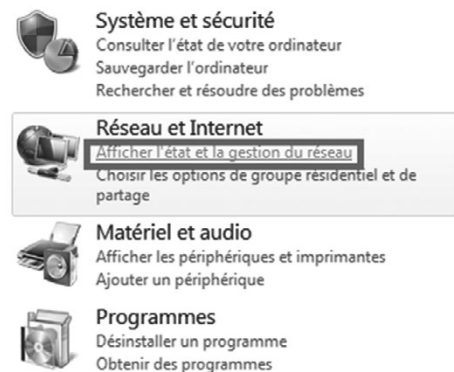 Système et sécurité
Consulter l'état de votre ordinateur
Sauvegarder l'ordinateur
Rechercher et résoudre des problèmes
Réseau et Internet
Afficher l'état et la gestion du réseau
Choisir les options de groupe résidentiel et de
partage
Matériel et audio
Afficher les périphériques et imprimantes
Ajouter un périphérique
Programmes
Désinstaller un programme
Obtenir des programmes